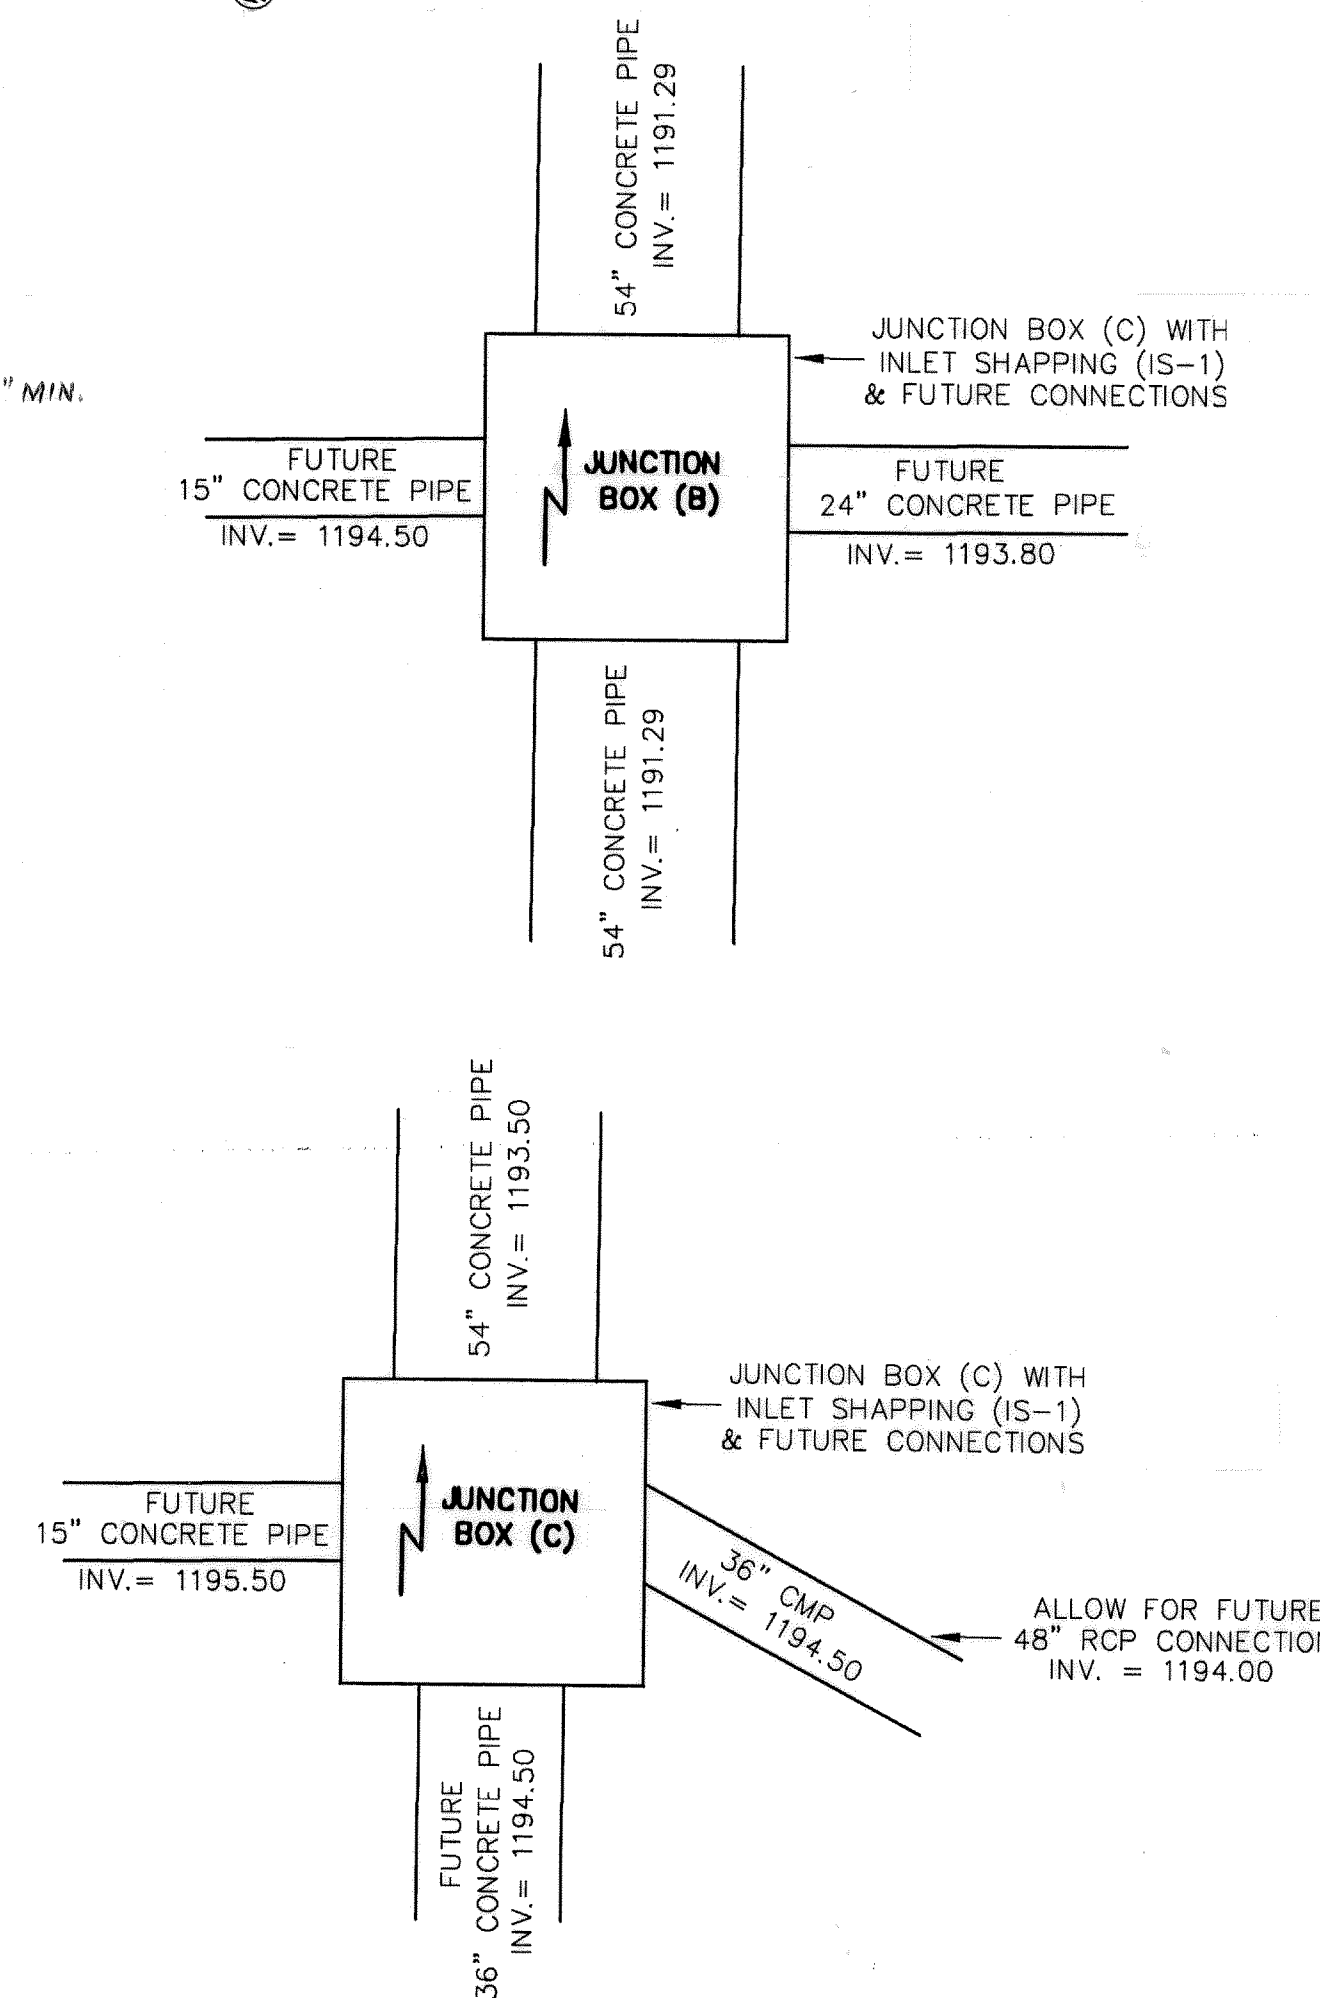 54" CONCRETE PIPE
INV.= 1191.29
JUNCTION BOX (C) WITH
INLET SHAPPING (IS-1)
& FUTURE CONNECTIONS
" MIN.
FUTURE
15" CONCRETE PIPE
INV.= 1194.50
N
JUNCTION
BOX (B)
FUTURE
24" CONCRETE PIPE
INV.= 1193.80
54" CONCRETE PIPE
INV.= 1191.29
54" CONCRETE PIPE
INV.= 1193.50
JUNCTION BOX (C) WITH
INLET SHAPPING (IS-1)
& FUTURE CONNECTIONS
FUTURE
15" CONCRETE PIPE
INV.= 1195.50
N
JUNCTION
BOX (C)
36" CMP
INV.= 1194.50
ALLOW FOR FUTURE
48" RCP CONNECTION
INV. = 1194.00
FUTURE
36" CONCRETE PIPE
INV.= 1194.50